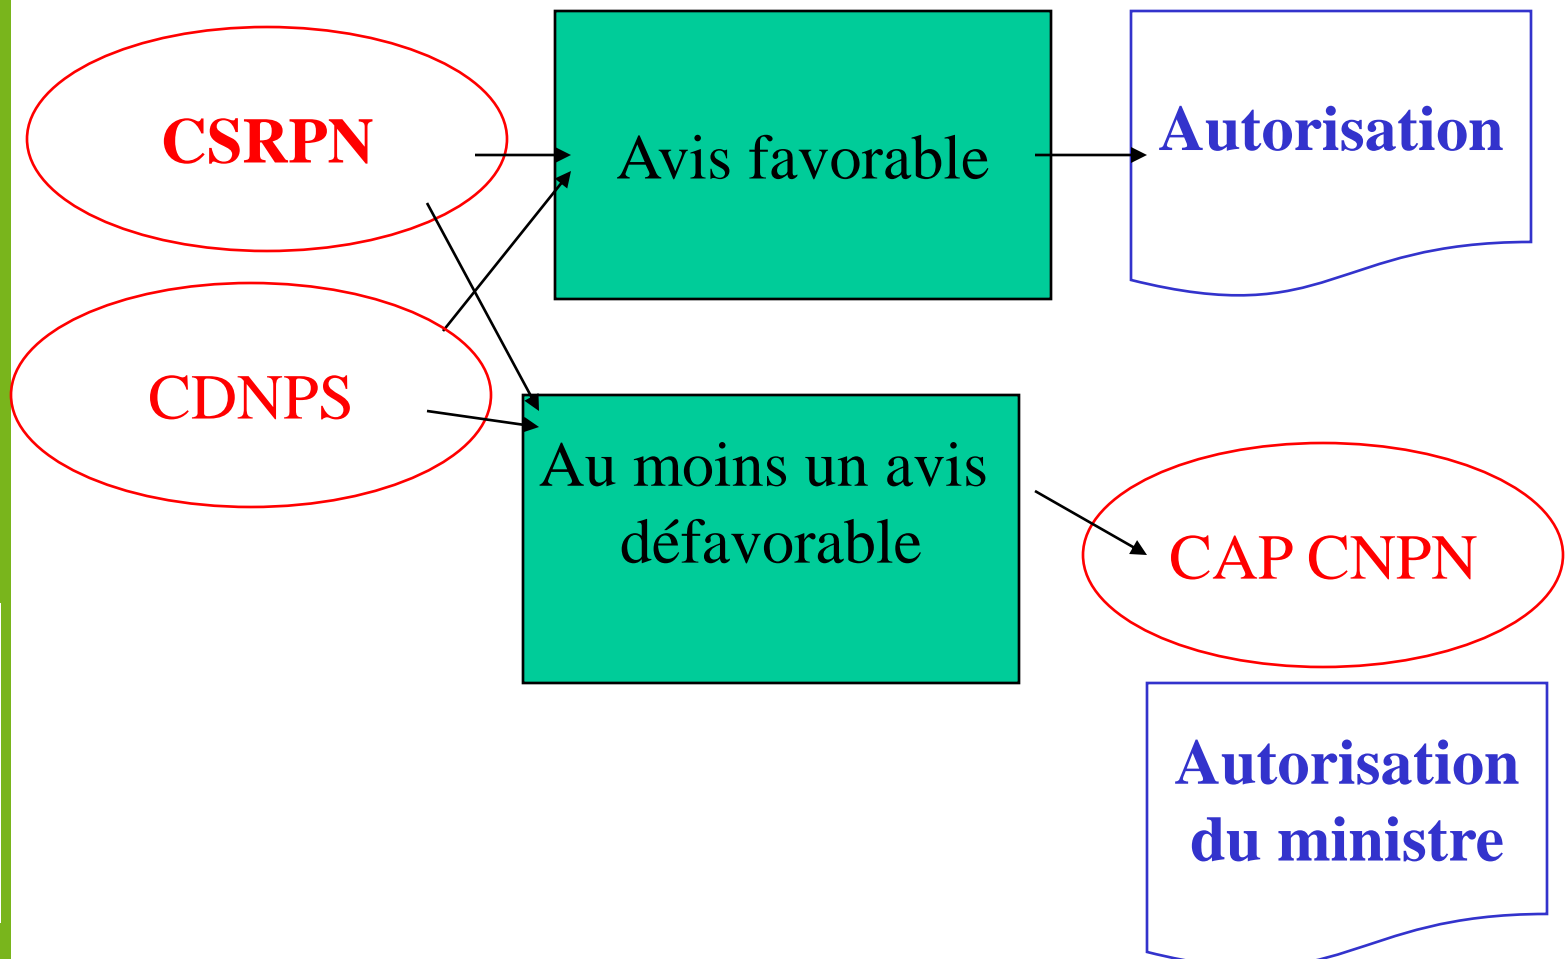 CSRPN
Avis favorable
Autorisation
CDNPS
Au moins un avis
défavorable
CAP CNPN
Autorisation
du ministre